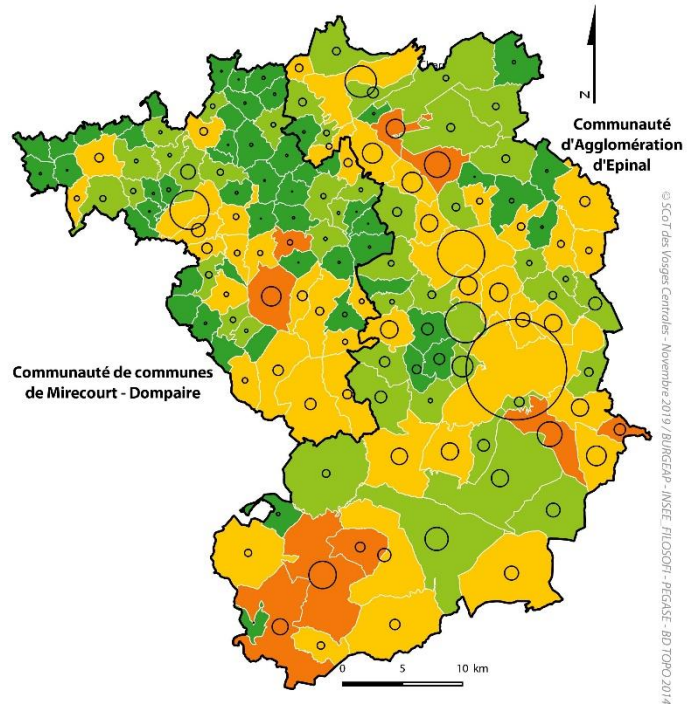 Char
N
Communauté
d'Agglomération
d'Epinal
Communauté de communes
de Mirecourt - Dompaire
© SCoT des Vosges Centrales - Novembre 2019 / BURGEAP - INSEE_FILOSOFI - PEGASE - BD TOPO 2014
0 5 10 km